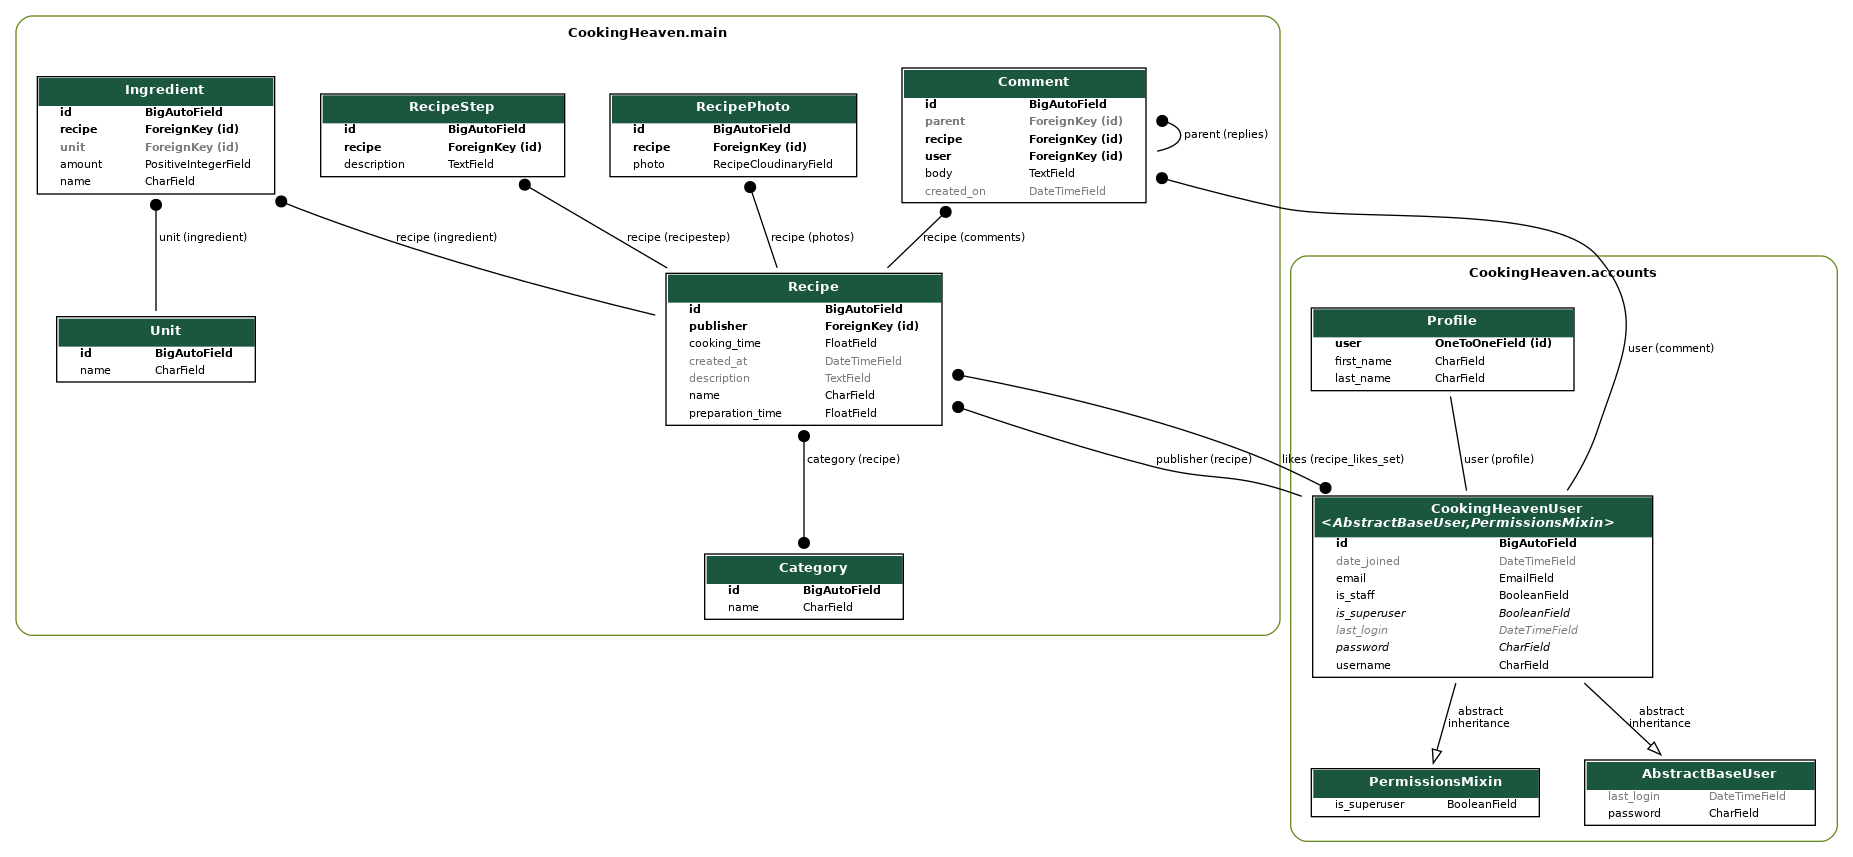 CookingHeaven.main
Ingredient
id BigAutoField
recipe ForeignKey (id)
unit ForeignKey (id)
amount PositiveIntegerField
name CharField
RecipeStep
id BigAutoField
recipe ForeignKey (id)
description TextField
RecipePhoto
id BigAutoField
recipe ForeignKey (id)
photo RecipeCloudinaryField
Comment
id BigAutoField
parent ForeignKey (id)
recipe ForeignKey (id)
user ForeignKey (id)
body TextField
created_on DateTimeField
parent (replies)
unit (ingredient)
recipe (ingredient)
recipe (recipestep)
recipe (photos)
recipe (comments)
Unit
id BigAutoField
name CharField
Recipe
id BigAutoField
publisher ForeignKey (id)
cooking_time FloatField
created_at DateTimeField
description TextField
name CharField
preparation_time FloatField
category (recipe)
publisher (recipe)
likes (recipe_likes_set)
Category
id BigAutoField
name CharField
CookingHeaven.accounts
Profile
user OneToOneField (id)
first_name CharField
last_name CharField
user (comment)
user (profile)
CookingHeavenUser
<AbstractBaseUser,PermissionsMixin>
id BigAutoField
date_joined DateTimeField
email EmailField
is_staff BooleanField
is_superuser BooleanField
last_login DateTimeField
password CharField
username CharField
abstract
inheritance
abstract
inheritance
PermissionsMixin
is_superuser BooleanField
AbstractBaseUser
last_login DateTimeField
password CharField